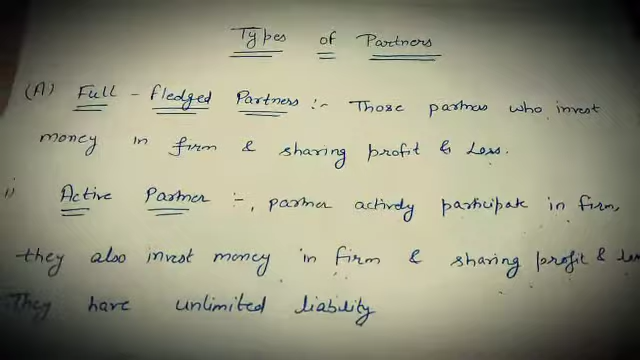 Types of Partners
(A) Full - fledged Partners :- Those partners who invest
money in firm & sharing profit & Loss.
i) Active Partner :-, partner actively participate in firm,
they also invest money in firm & sharing profit &
They have unlimited liability